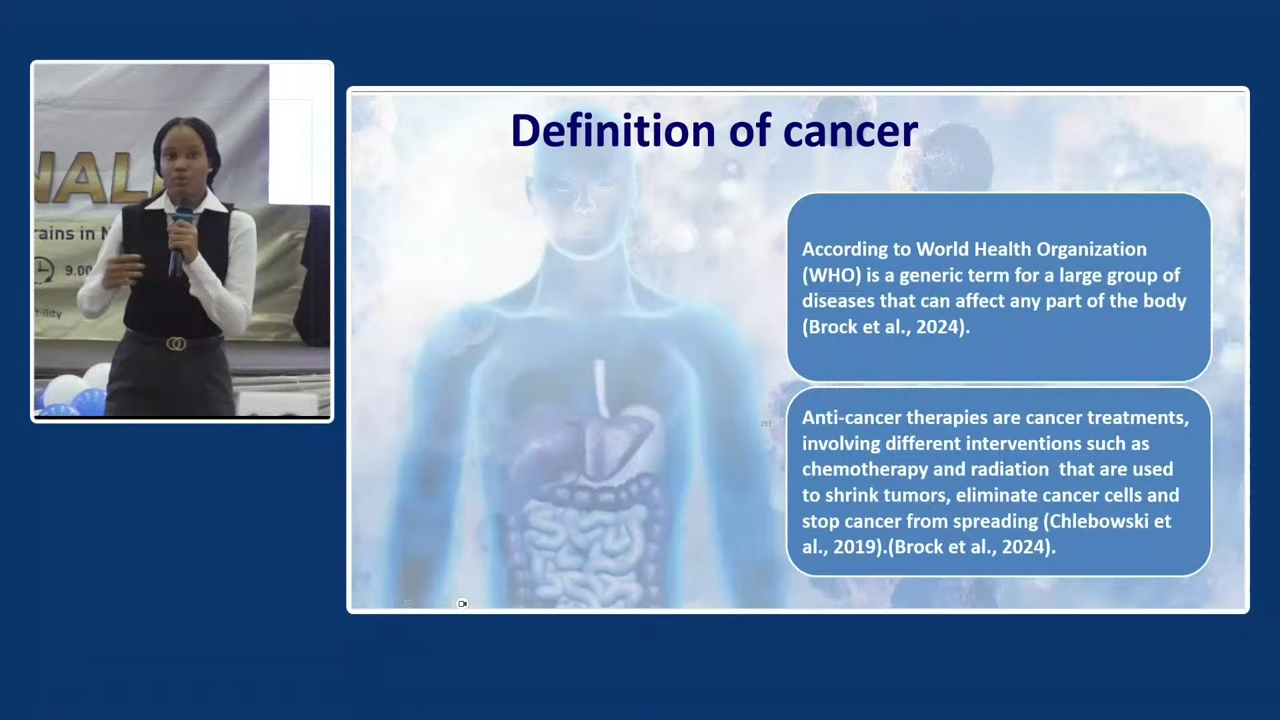 NAL
rains in N
9.00
bility
Definition of cancer
According to World Health Organization
(WHO) is a generic term for a large group of
diseases that can affect any part of the body
(Brock et al., 2024).
Anti-cancer therapies are cancer treatments,
involving different interventions such as
chemotherapy and radiation that are used
to shrink tumors, eliminate cancer cells and
stop cancer from spreading (Chlebowski et
al., 2019).(Brock et al., 2024).